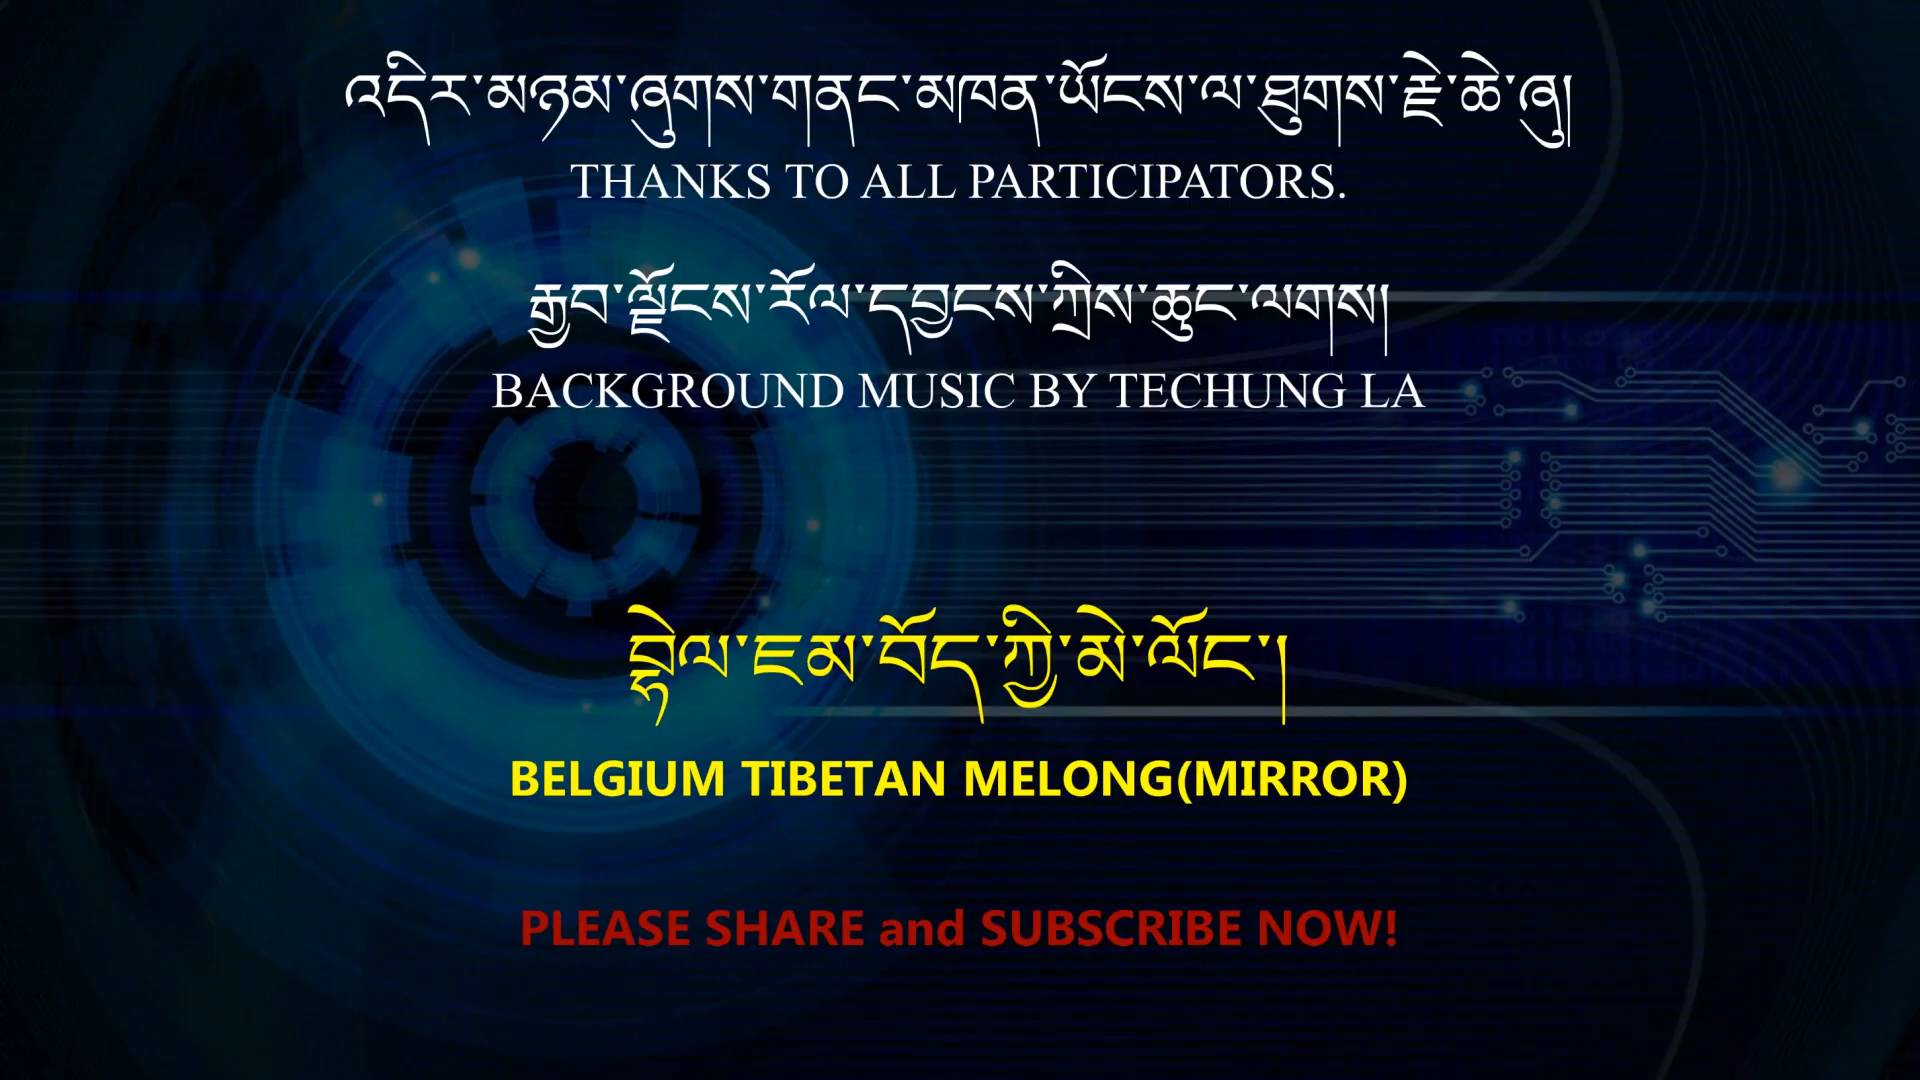 འདིར་མཉམ་ཞུགས་གནང་མཁན་ཡོངས་ལ་ཐུགས་རྗེ་ཆེ་ཞུ།
THANKS TO ALL PARTICIPATORS.
རྒྱབ་ལྗོངས་རོལ་དབྱངས་ཀྲིས་ཆུང་ལགས།
BACKGROUND MUSIC BY TECHUNG LA
བྷེལ་ཇམ་བོད་ཀྱི་མེ་ལོང་།
BELGIUM TIBETAN MELONG(MIRROR)
PLEASE SHARE and SUBSCRIBE NOW!